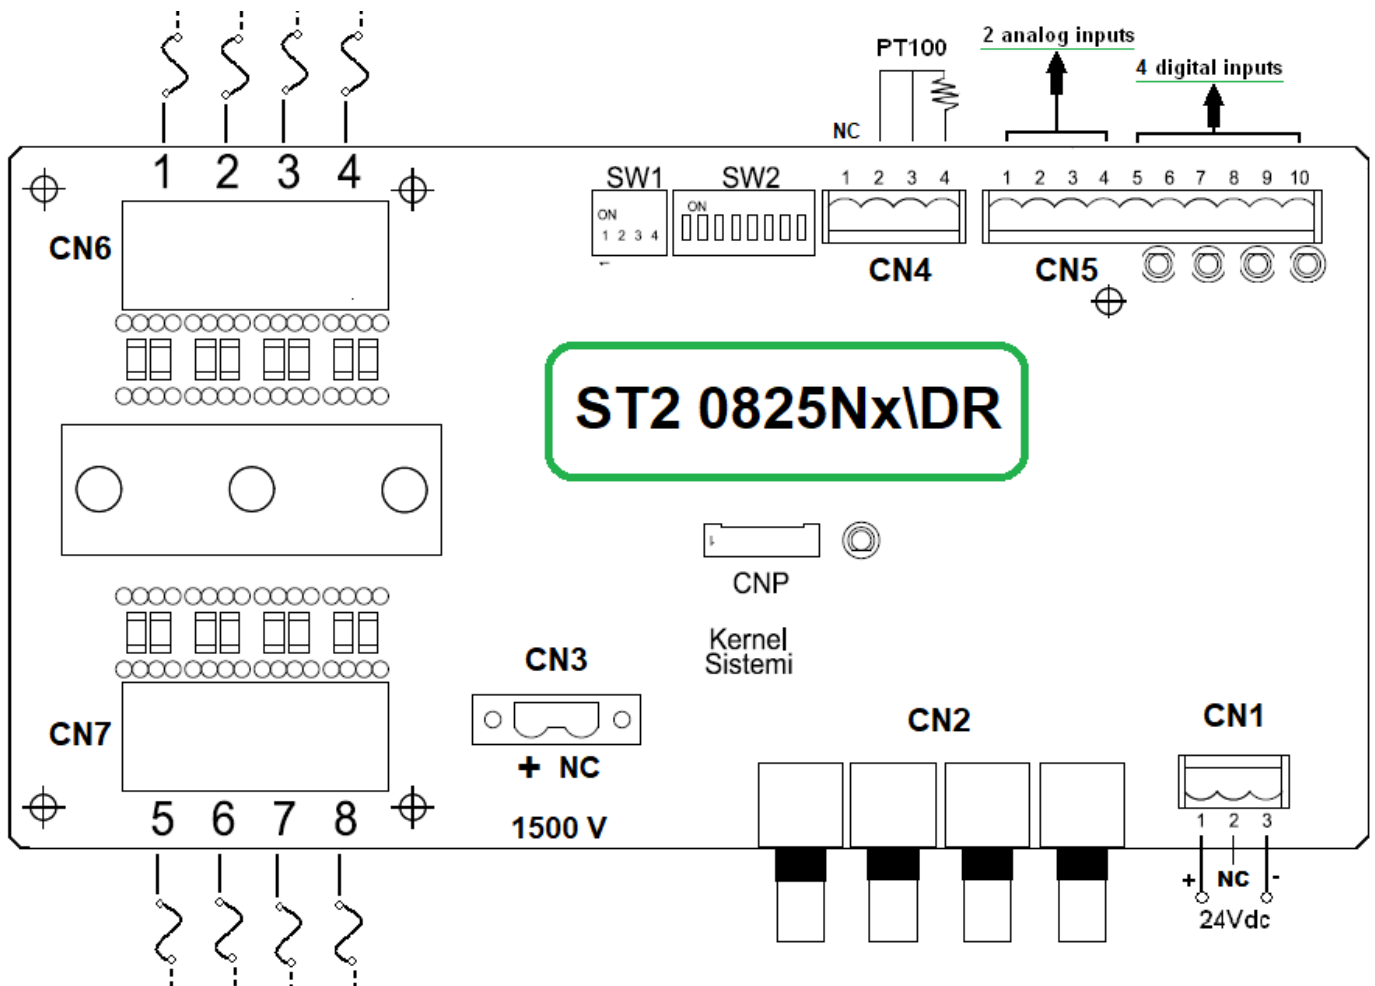 2 analog inputs
PT100
4 digital inputs
NC
1 2 3 4
SW1
SW2
1 2 3 4
1 2 3 4 5 6 7 8 9 10
ON
ON
1 2 3 4
CN6
CN4
CN5
ST2 0825Nx\DR
1
CNP
Kernel
Sistemi
CN3
CN7
CN2
CN1
+ NC
1500 V
5 6 7 8
1 2 3
+ NC -
24Vdc